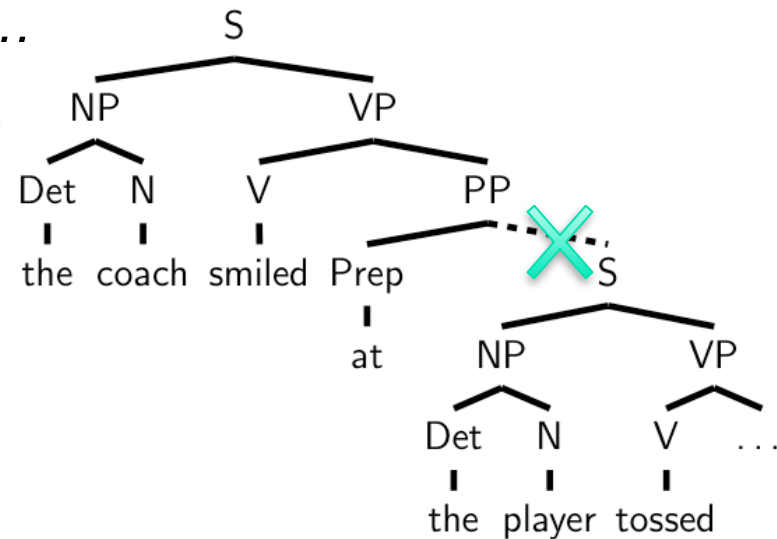 ...
S
NP VP
Det N V PP
the coach smiled Prep S
at NP VP
Det N V ...
the player tossed